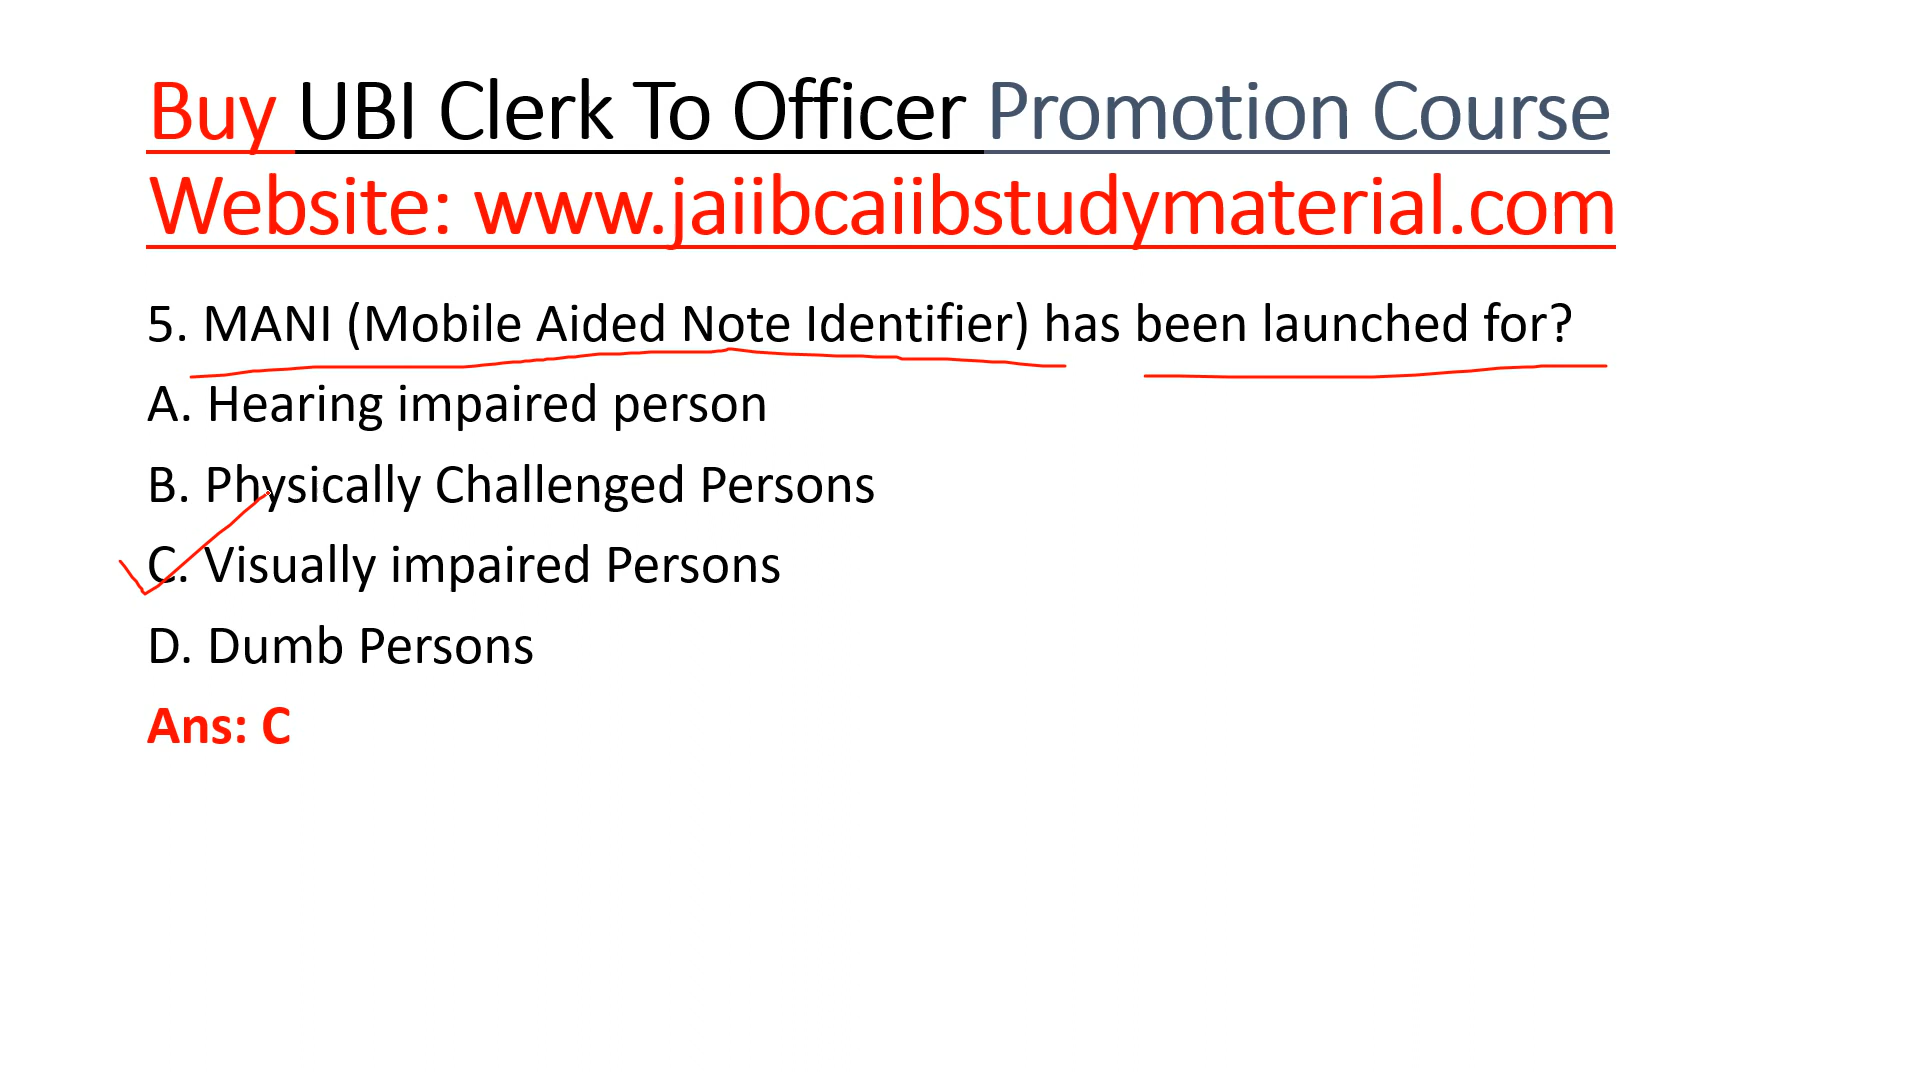 Buy UBI Clerk To Officer Promotion Course
Website: www.jaiibcaiibstudymaterial.com
5. MANI (Mobile Aided Note Identifier) has been launched for?
A. Hearing impaired person
B. Physically Challenged Persons
C. Visually impaired Persons
D. Dumb Persons
Ans: C